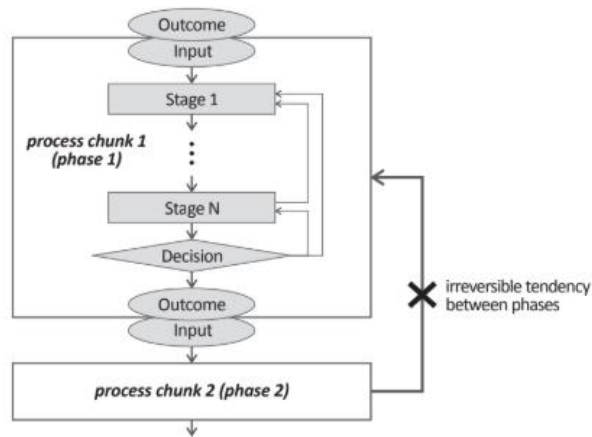 Outcome
Input
Stage 1
process chunk 1
(phase 1)
Stage N
Decision
Outcome
Input
irreversible tendency
between phases
process chunk 2 (phase 2)